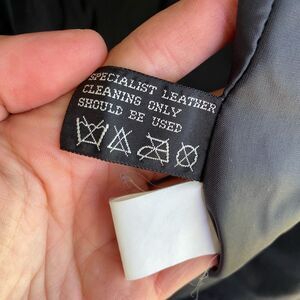 SPECIALIST LEATHER
CLEANING ONLY
SHOULD BE USED